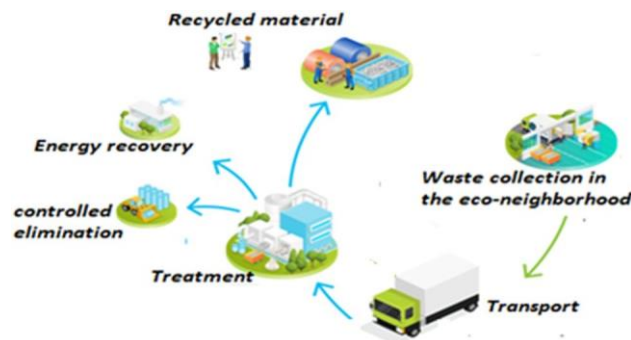 Recycled material
Energy recovery
Waste collection in
the eco-neighborhood
controlled
elimination
Treatment
Transport